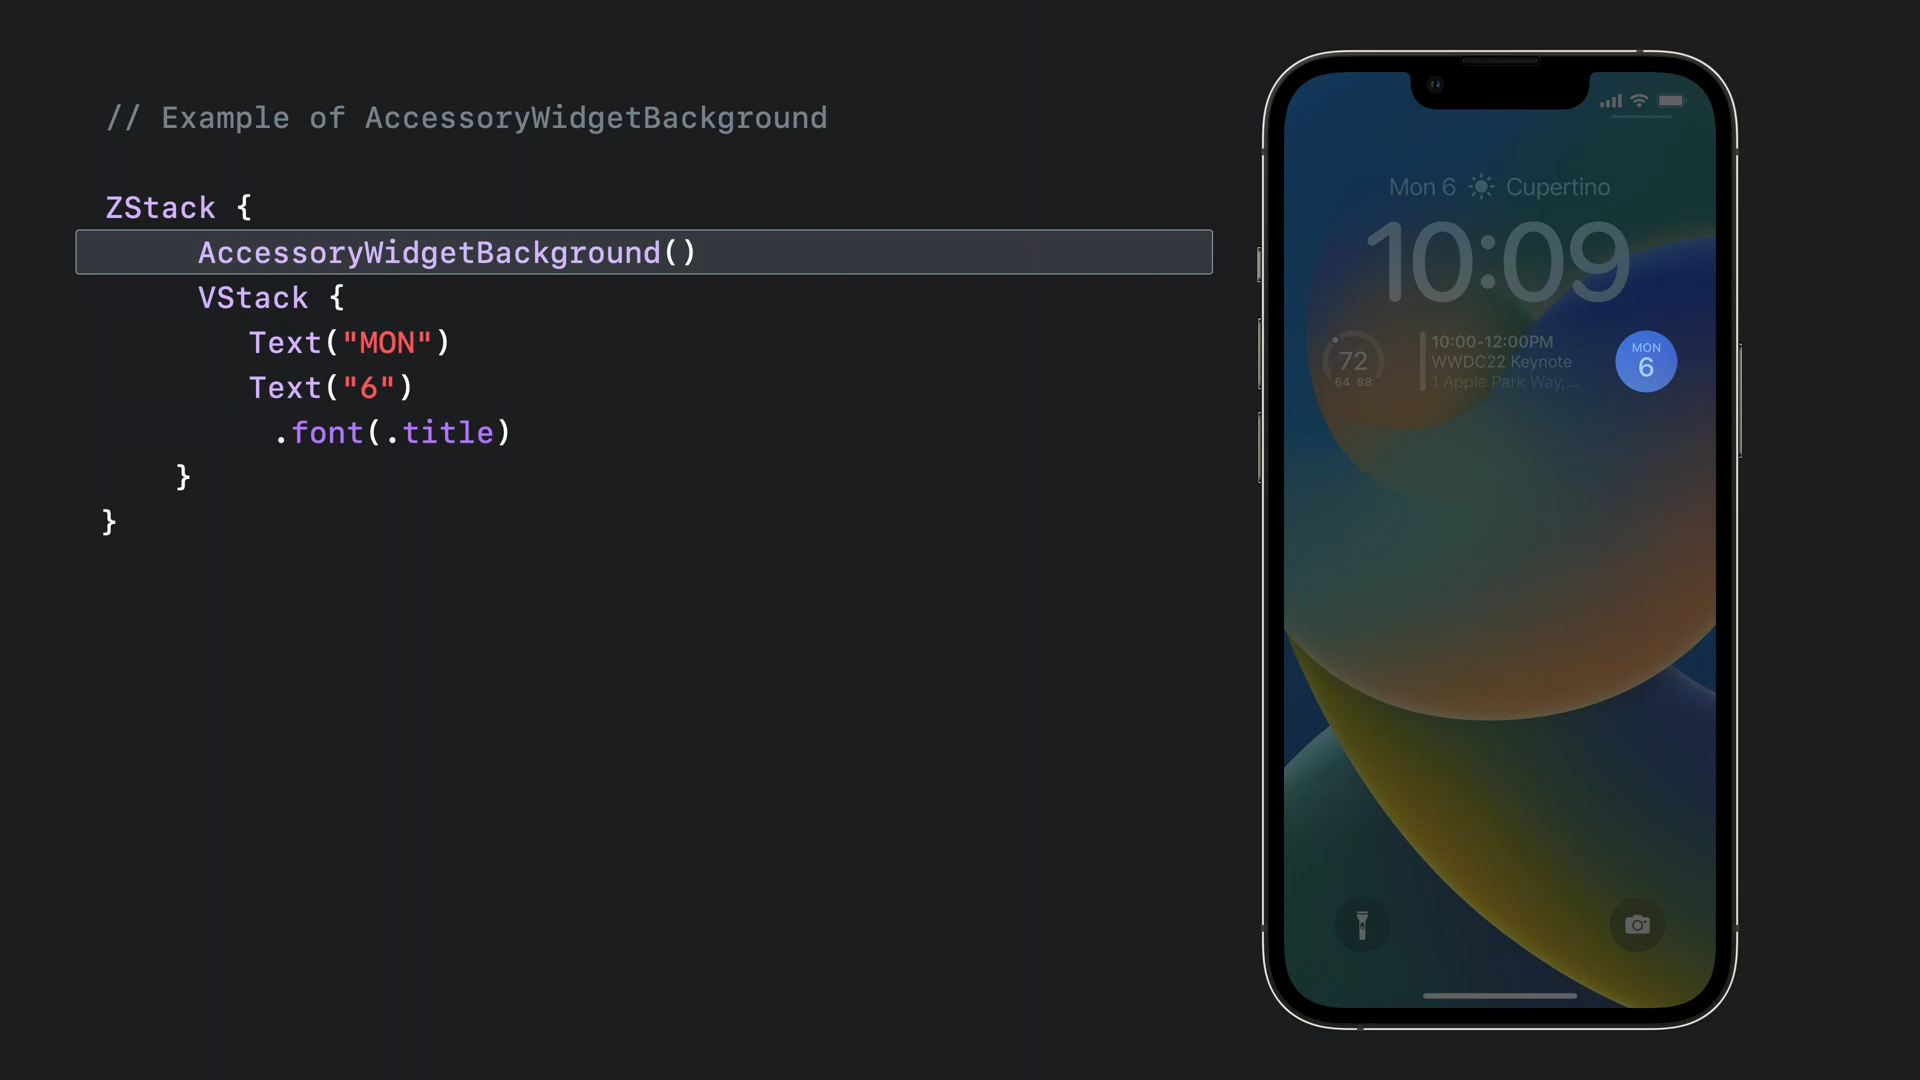 // Example of AccessoryWidgetBackground
ZStack {
AccessoryWidgetBackground()
VStack {
Text("MON")
Text("6")
.font(.title)
}
}
Mon 6 Cupertino
10:09
72
64 88
10:00-12:00PM
WWDC22 Keynote
1 Apple Park Way,...
MON
6